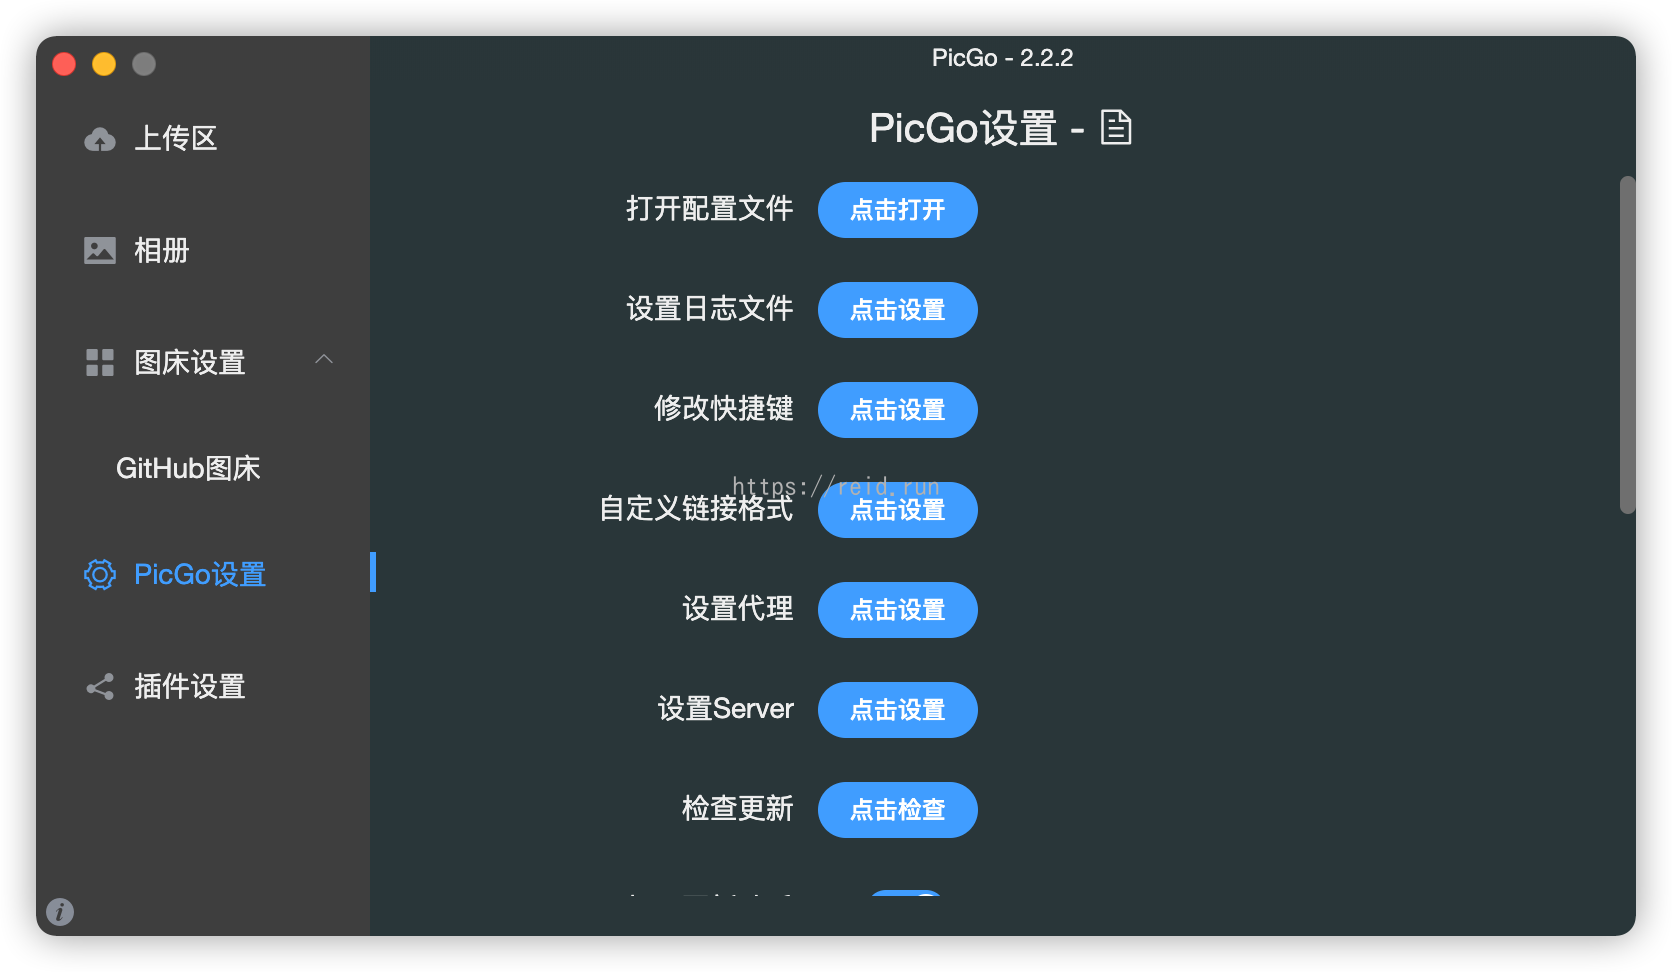 PicGo - 2.2.2
上传区
相册
图床设置
GitHub图床
PicGo设置
插件设置
PicGo设置 -
打开配置文件 点击打开
设置日志文件 点击设置
修改快捷键 点击设置
https://reid.run
自定义链接格式 点击设置
设置代理 点击设置
设置Server 点击设置
检查更新 点击检查